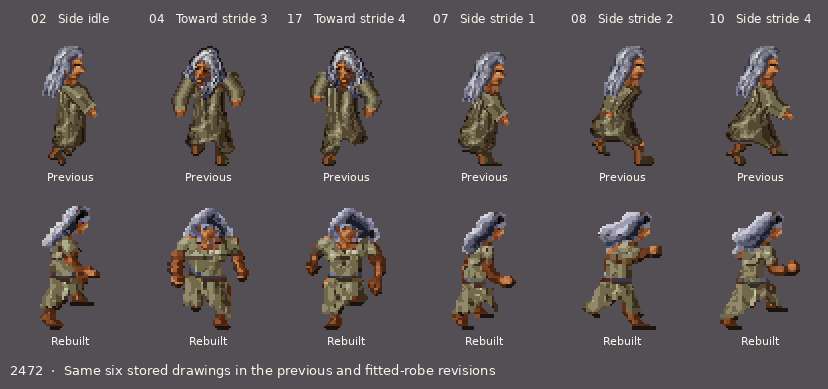 02 Side idle
04 Toward stride 3
17 Toward stride 4
07 Side stride 1
08 Side stride 2
10 Side stride 4
Previous
Previous
Previous
Previous
Previous
Previous
Rebuilt
Rebuilt
Rebuilt
Rebuilt
Rebuilt
Rebuilt
2472 · Same six stored drawings in the previous and fitted-robe revisions